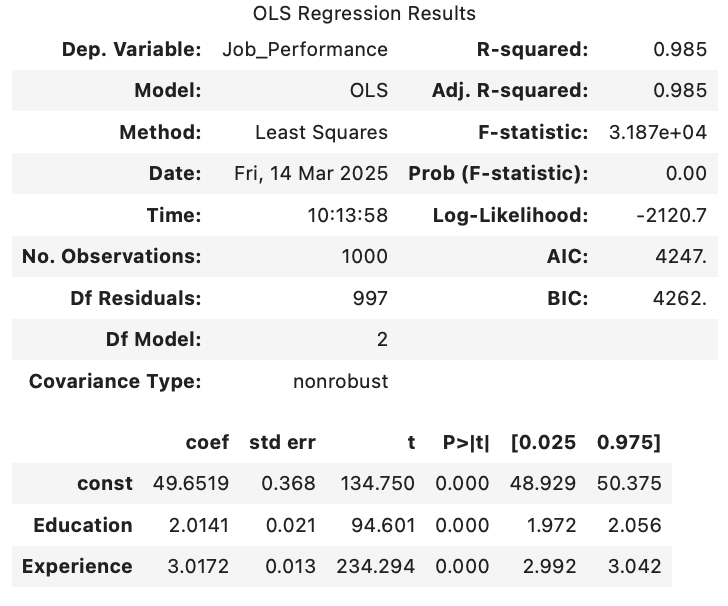 OLS Regression Results
Dep. Variable: Job_Performance R-squared: 0.985
Model: OLS Adj. R-squared: 0.985
Method: Least Squares F-statistic: 3.187e+04
Date: Fri, 14 Mar 2025 Prob (F-statistic): 0.00
Time: 10:13:58 Log-Likelihood: -2120.7
No. Observations: 1000 AIC: 4247.
Df Residuals: 997 BIC: 4262.
Df Model: 2
Covariance Type: nonrobust
coef std err t P>|t| [0.025 0.975]
const 49.6519 0.368 134.750 0.000 48.929 50.375
Education 2.0141 0.021 94.601 0.000 1.972 2.056
Experience 3.0172 0.013 234.294 0.000 2.992 3.042